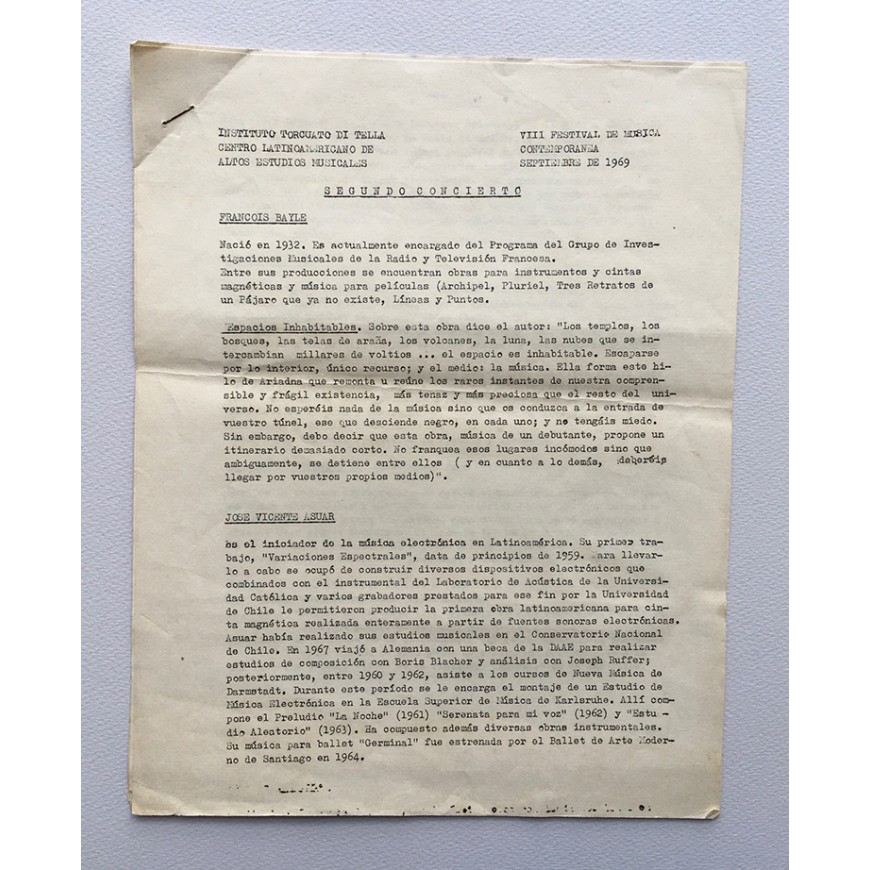 INSTITUTO TORCUATO DI TELLA
CENTRO LATINOAMERICANO DE
ALTOS ESTUDIOS MUSICALES
VIII FESTIVAL DE MUSICA
CONTEMPORANEA
SEPTIEMBRE DE 1969
SEGUNDO CONCIERTO
FRANCOIS BAYLE
Nació en 1932. Es actualmente encargado del Programa del Grupo de Inves-
tigaciones Musicales de la Radio y Televisión Francesa.
Entre sus producciones se encuentran obras para instrumentos y cintas
magnéticas y música para películas (Archipel, Pluriel, Tres Retratos de
un Pájaro que ya no existe, Líneas y Puntos.
Espacios Inhabitables. Sobre esta obra dice el autor: "Los templos, los
bosques, las telas de araña, los volcanes, la luna, las nubes que se in-
tercambian millares de voltios ... el espacio es inhabitable. Escaparse
por lo interior, único recurso; y el medio: la música. Ella forma este hi-
lo de Ariadna que remonta u reúne los raros instantes de nuestra compren-
sible y frágil existencia, más tenaz y más preciosa que el resto del uni-
verso. No esperéis nada de la música sino que os conduzca a la entrada de
vuestro túnel, ese que desciende negro, en cada uno; y no tengáis miedo.
Sin embargo, debo decir que esta obra, música de un debutante, propone un
itinerario demasiado corto. No franquea esos lugares incómodos sino que
ambiguamente, se detiene entre ellos ( y en cuanto a lo demás, deberéis
llegar por vuestros propios medios)".
JOSE VICENTE ASUAR
Es el iniciador de la música electrónica en Latinoamérica. Su primer tra-
bajo, "Variaciones Espectrales", data de principios de 1959. Para llevar-
lo a cabo se ocupó de construir diversos dispositivos electrónicos que
combinados con el instrumental del Laboratorio de Acústica de la Universi-
dad Católica y varios grabadores prestados para ese fin por la Universidad
de Chile le permitieron producir la primera obra latinoamericana para cin-
ta magnética realizada enteramente a partir de fuentes sonoras electrónicas.
Asuar había realizado sus estudios musicales en el Conservatorio Nacional
de Chile. En 1967 viajó a Alemania con una beca de la DAAE para realizar
estudios de composición con Boris Blacher y análisis con Joseph Ruffer;
posteriormente, entre 1960 y 1962, asiste a los cursos de Nueva Música de
Darmstadt. Durante este período se le encarga el montaje de un Estudio de
Música Electrónica en la Escuela Superior de Música de Karlsruhe. Allí com-
pone el Preludio "La Noche" (1961) "Serenata para mi voz" (1962) y "Estu -
dio Aleatorio" (1963). Ha compuesto además diversas obras instrumentales.
Su música para ballet "Germinal" fue estrenada por el Ballet de Arte Moder-
no de Santiago en 1964.